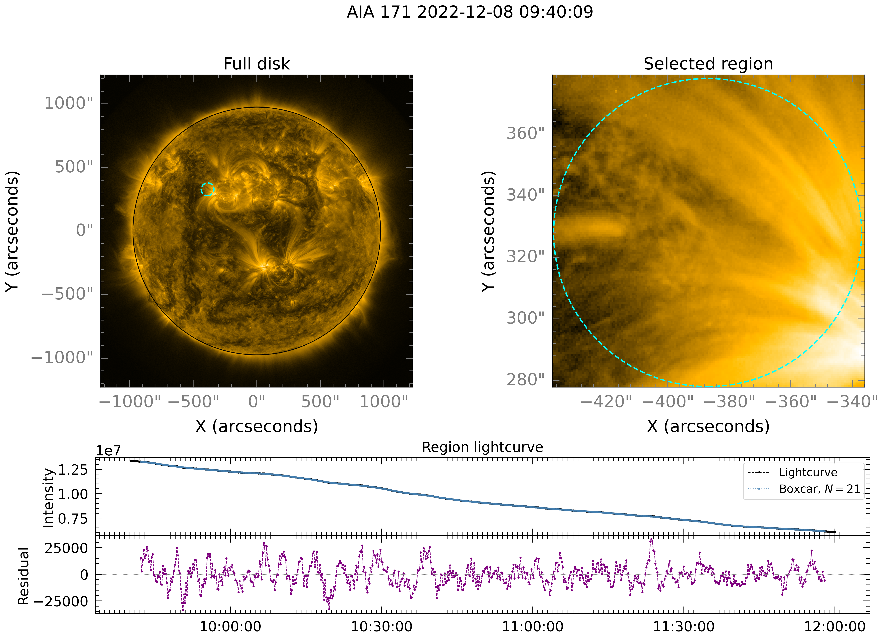 AIA 171 2022-12-08 09:40:09
Full disk
Selected region
1000"
500"
0"
−500"
−1000"
Y (arcseconds)
−1000" −500" 0" 500" 1000"
X (arcseconds)
360"
340"
320"
300"
280"
Y (arcseconds)
−420" −400" −380" −360" −340"
X (arcseconds)
1e7
Region lightcurve
1.25
1.00
0.75
Intensity
Lightcurve
Boxcar, N = 21
25000
0
−25000
Residual
10:00:00 10:30:00 11:00:00 11:30:00 12:00:00